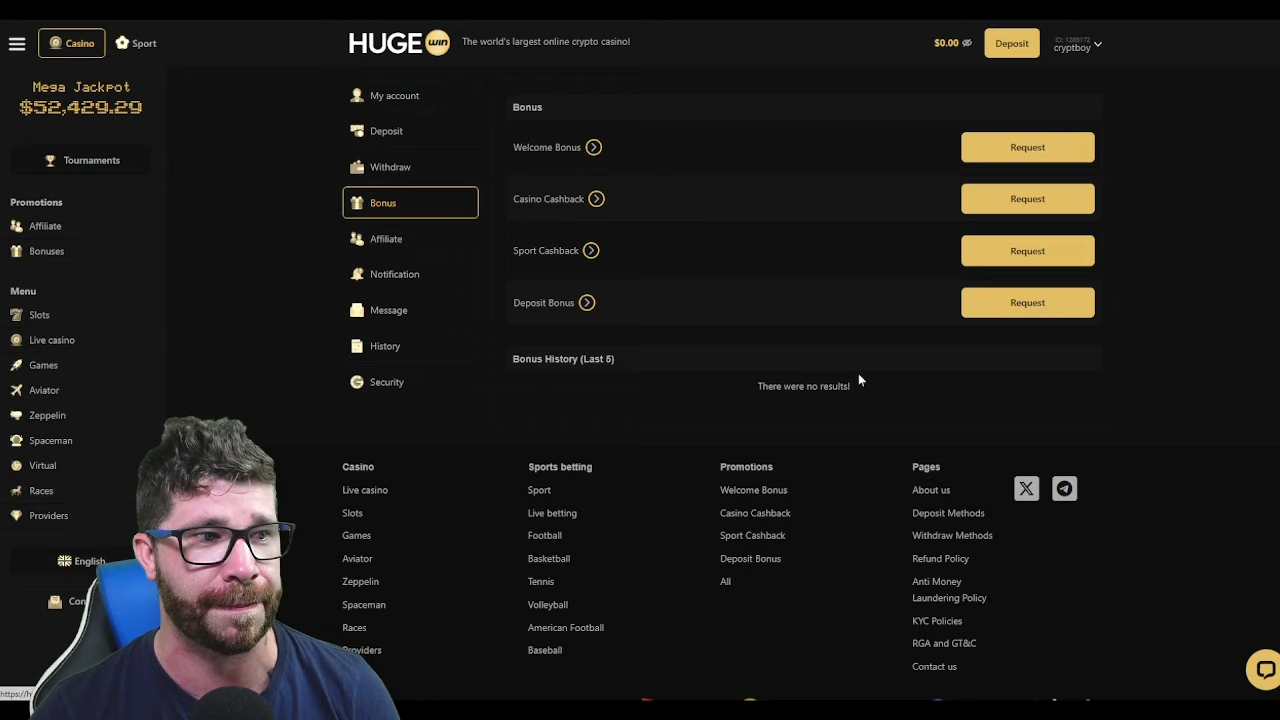 Casino
Sport
HUGE win
The world's largest online crypto casino!
$0.00
Deposit
ID: 1288172
cryptboy
Mega Jackpot
$52,429.29
Tournaments
Promotions
Affiliate
Bonuses
Menu
Slots
Live casino
Games
Aviator
Zeppelin
Spaceman
Virtual
Races
Providers
English
My account
Deposit
Withdraw
Bonus
Affiliate
Notification
Message
History
Security
Bonus
Welcome Bonus
Request
Casino Cashback
Request
Sport Cashback
Request
Deposit Bonus
Request
Bonus History (Last 5)
There were no results!
Casino
Live casino
Slots
Games
Aviator
Zeppelin
Spaceman
Races
Providers
Sports betting
Sport
Live betting
Football
Basketball
Tennis
Volleyball
American Football
Baseball
Promotions
Welcome Bonus
Casino Cashback
Sport Cashback
Deposit Bonus
All
Pages
About us
Deposit Methods
Withdraw Methods
Refund Policy
Anti Money
Laundering Policy
KYC Policies
RGA and GT&C
Contact us